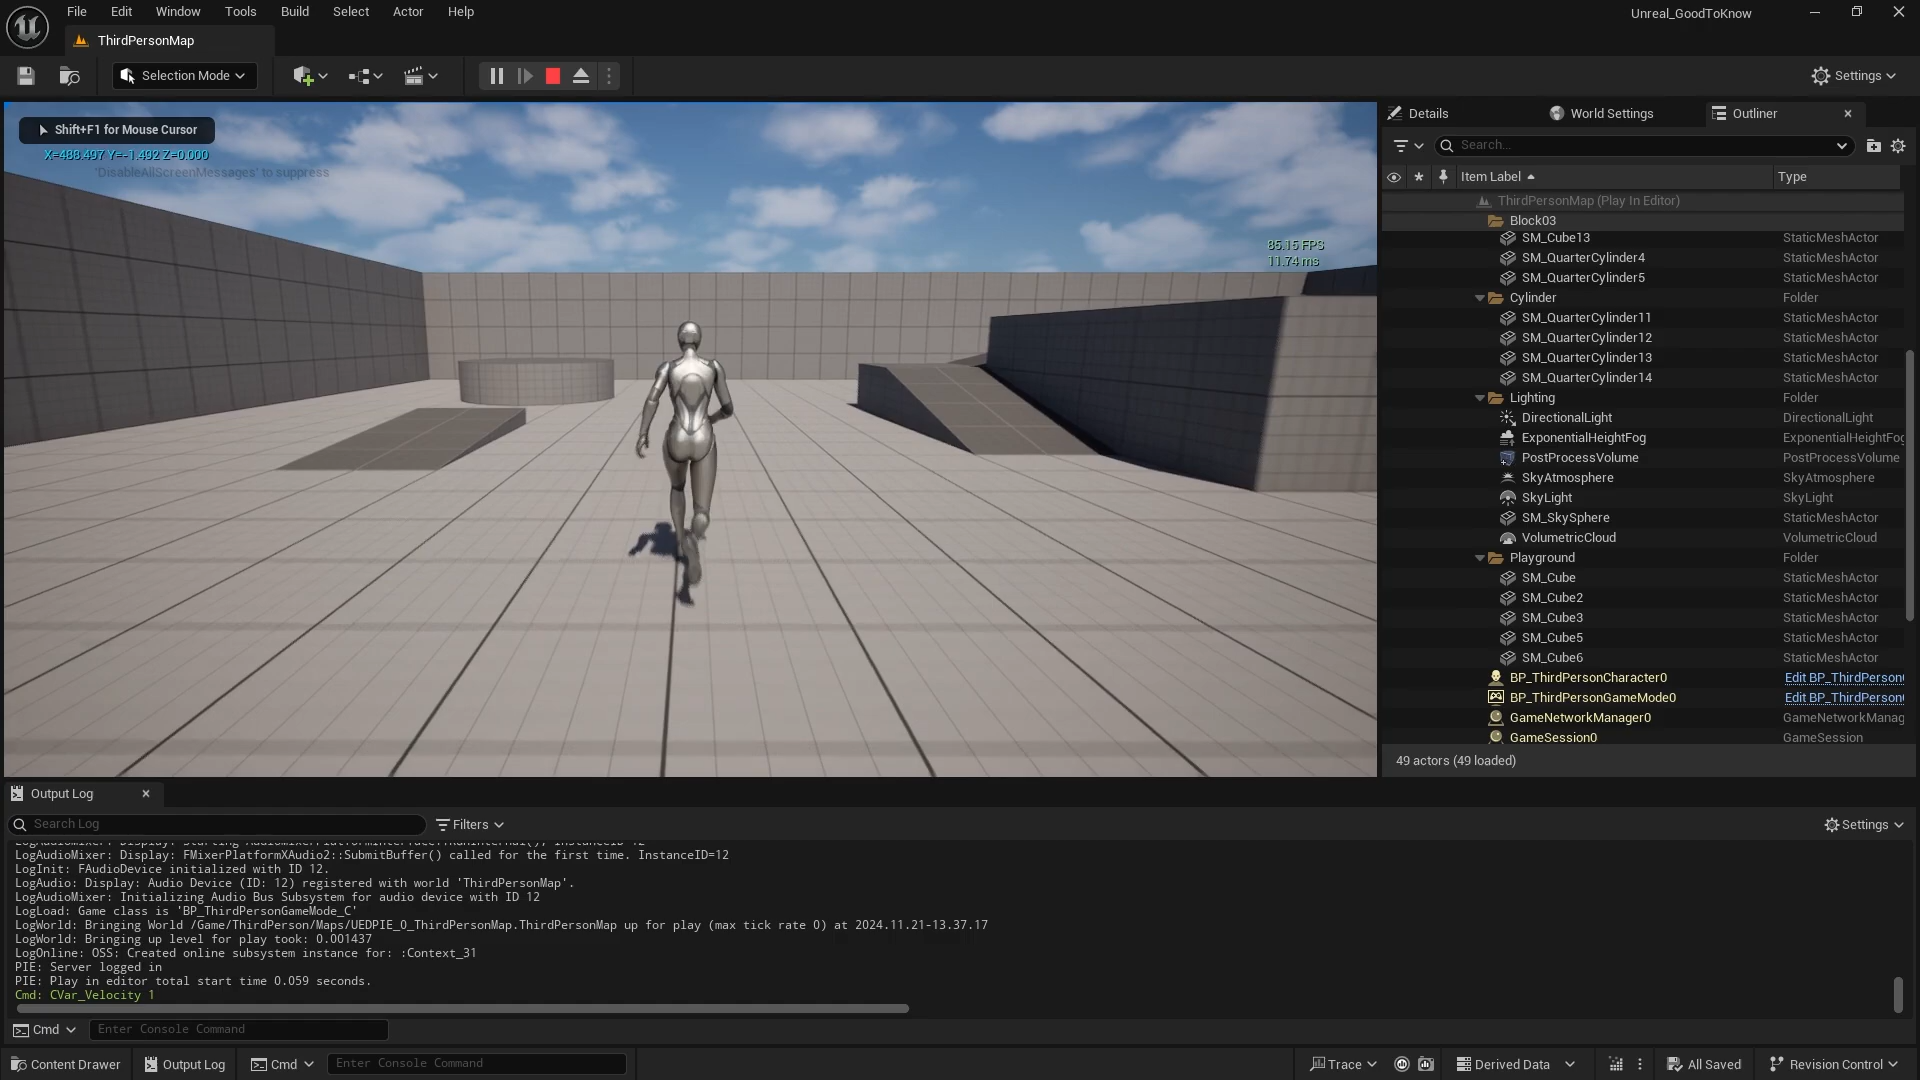 File Edit Window Tools Build Select Actor Help
Unreal_GoodToKnow
ThirdPersonMap
Selection Mode
Settings
Shift+F1 for Mouse Cursor
X=488.497 Y=-1.492 Z=0.000
'DisableAllScreenMessages' to suppress
85.15 FPS
11.74 ms
Details World Settings Outliner
Search...
Item Label Type
ThirdPersonMap (Play In Editor)
Block03
SM_Cube13 StaticMeshActor
SM_QuarterCylinder4 StaticMeshActor
SM_QuarterCylinder5 StaticMeshActor
Cylinder Folder
SM_QuarterCylinder11 StaticMeshActor
SM_QuarterCylinder12 StaticMeshActor
SM_QuarterCylinder13 StaticMeshActor
SM_QuarterCylinder14 StaticMeshActor
Lighting Folder
DirectionalLight DirectionalLight
ExponentialHeightFog ExponentialHeightFog
PostProcessVolume PostProcessVolume
SkyAtmosphere SkyAtmosphere
SkyLight SkyLight
SM_SkySphere StaticMeshActor
VolumetricCloud VolumetricCloud
Playground Folder
SM_Cube StaticMeshActor
SM_Cube2 StaticMeshActor
SM_Cube3 StaticMeshActor
SM_Cube5 StaticMeshActor
SM_Cube6 StaticMeshActor
BP_ThirdPersonCharacter0 Edit BP_ThirdPerson
BP_ThirdPersonGameMode0 Edit BP_ThirdPerson
GameNetworkManager0 GameNetworkManag
GameSession0 GameSession
49 actors (49 loaded)
Output Log
Search Log
Filters
Settings
LogAudioMixer: Display: FMixerPlatformXAudio2::SubmitBuffer() called for the first time. InstanceID=12
LogInit: FAudioDevice initialized with ID 12.
LogAudio: Display: Audio Device (ID: 12) registered with world 'ThirdPersonMap'.
LogAudioMixer: Initializing Audio Bus Subsystem for audio device with ID 12
LogLoad: Game class is 'BP_ThirdPersonGameMode_C'
LogWorld: Bringing World /Game/ThirdPerson/Maps/UEDPIE_0_ThirdPersonMap.ThirdPersonMap up for play (max tick rate 0) at 2024.11.21-13.37.17
LogWorld: Bringing up level for play took: 0.001437
LogOnline: OSS: Created online subsystem instance for: :Context_31
PIE: Server logged in
PIE: Play in editor total start time 0.059 seconds.
Cmd: CVar_Velocity 1
Cmd Enter Console Command
Content Drawer Output Log Cmd Enter Console Command Trace Derived Data All Saved Revision Control